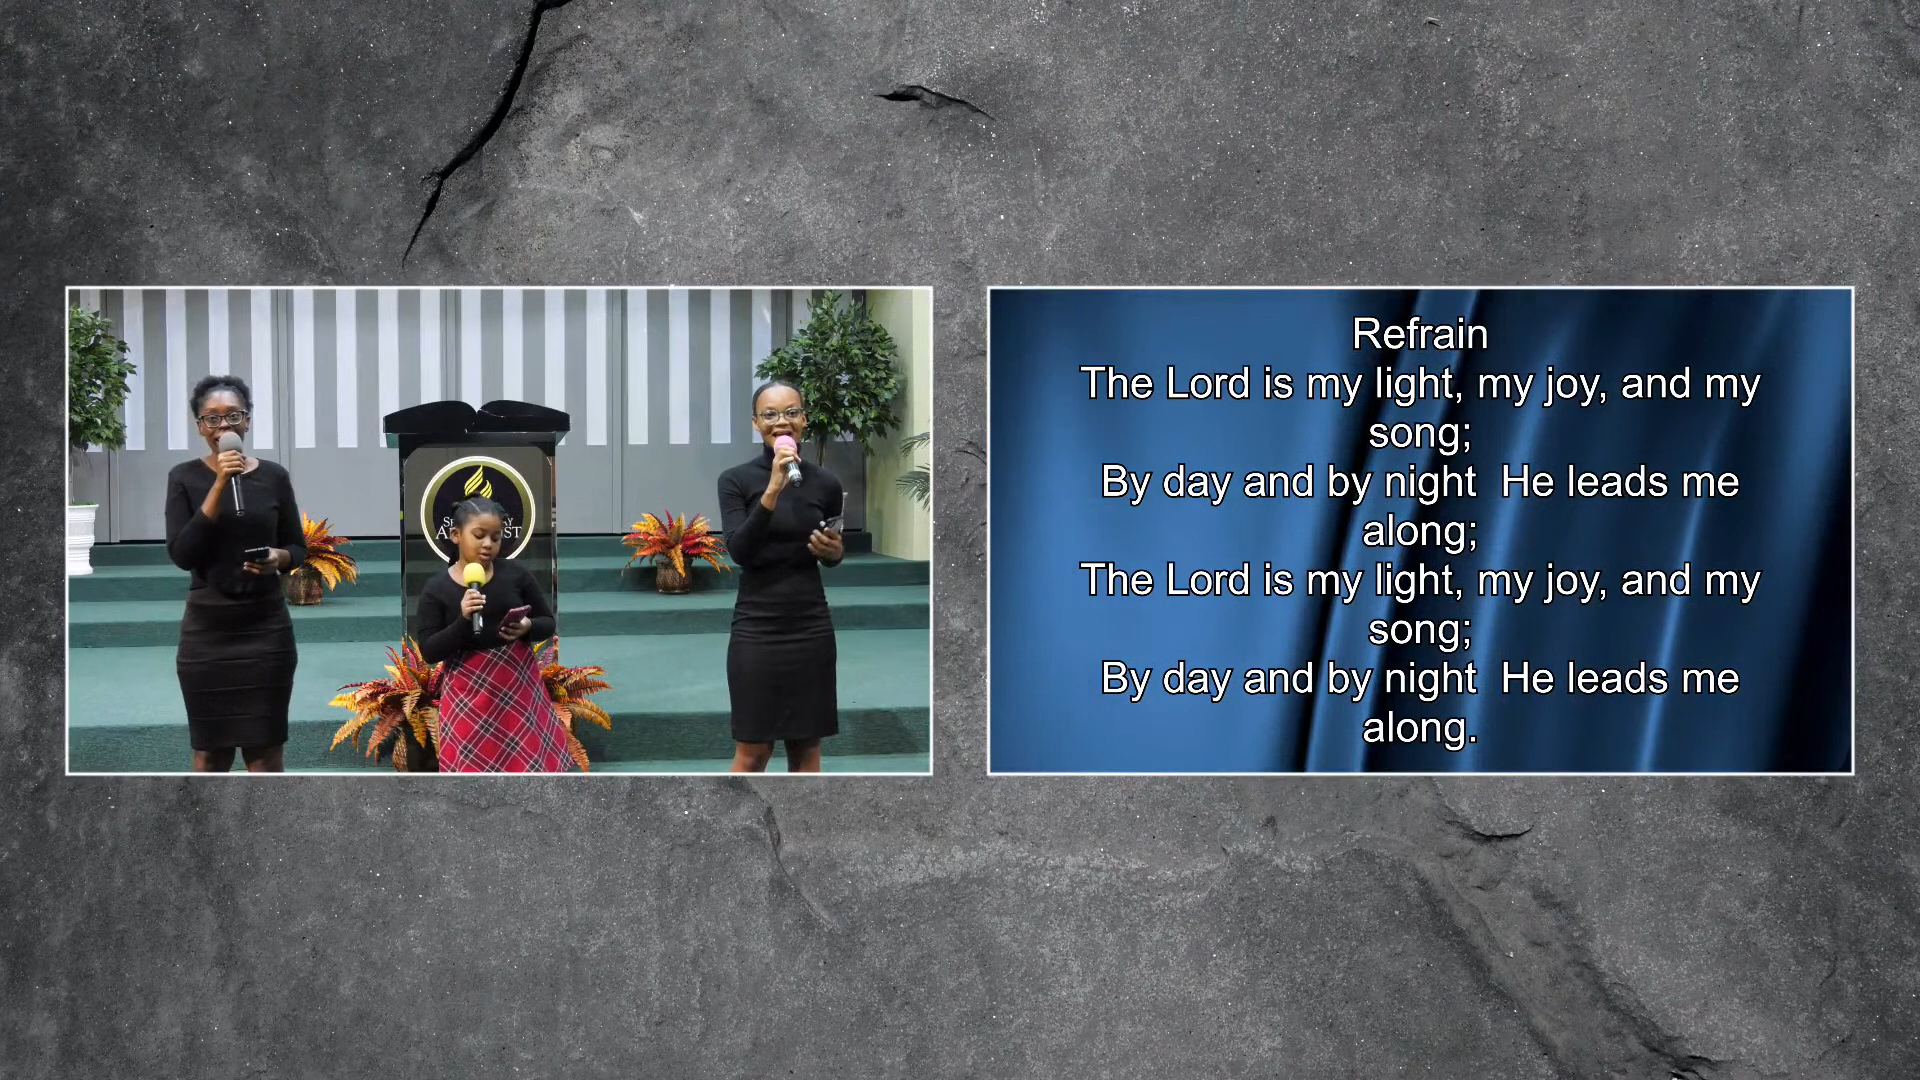 Refrain
The Lord is my light, my joy, and my
song;
By day and by night  He leads me
along;
The Lord is my light, my joy, and my
song;
By day and by night  He leads me
along.